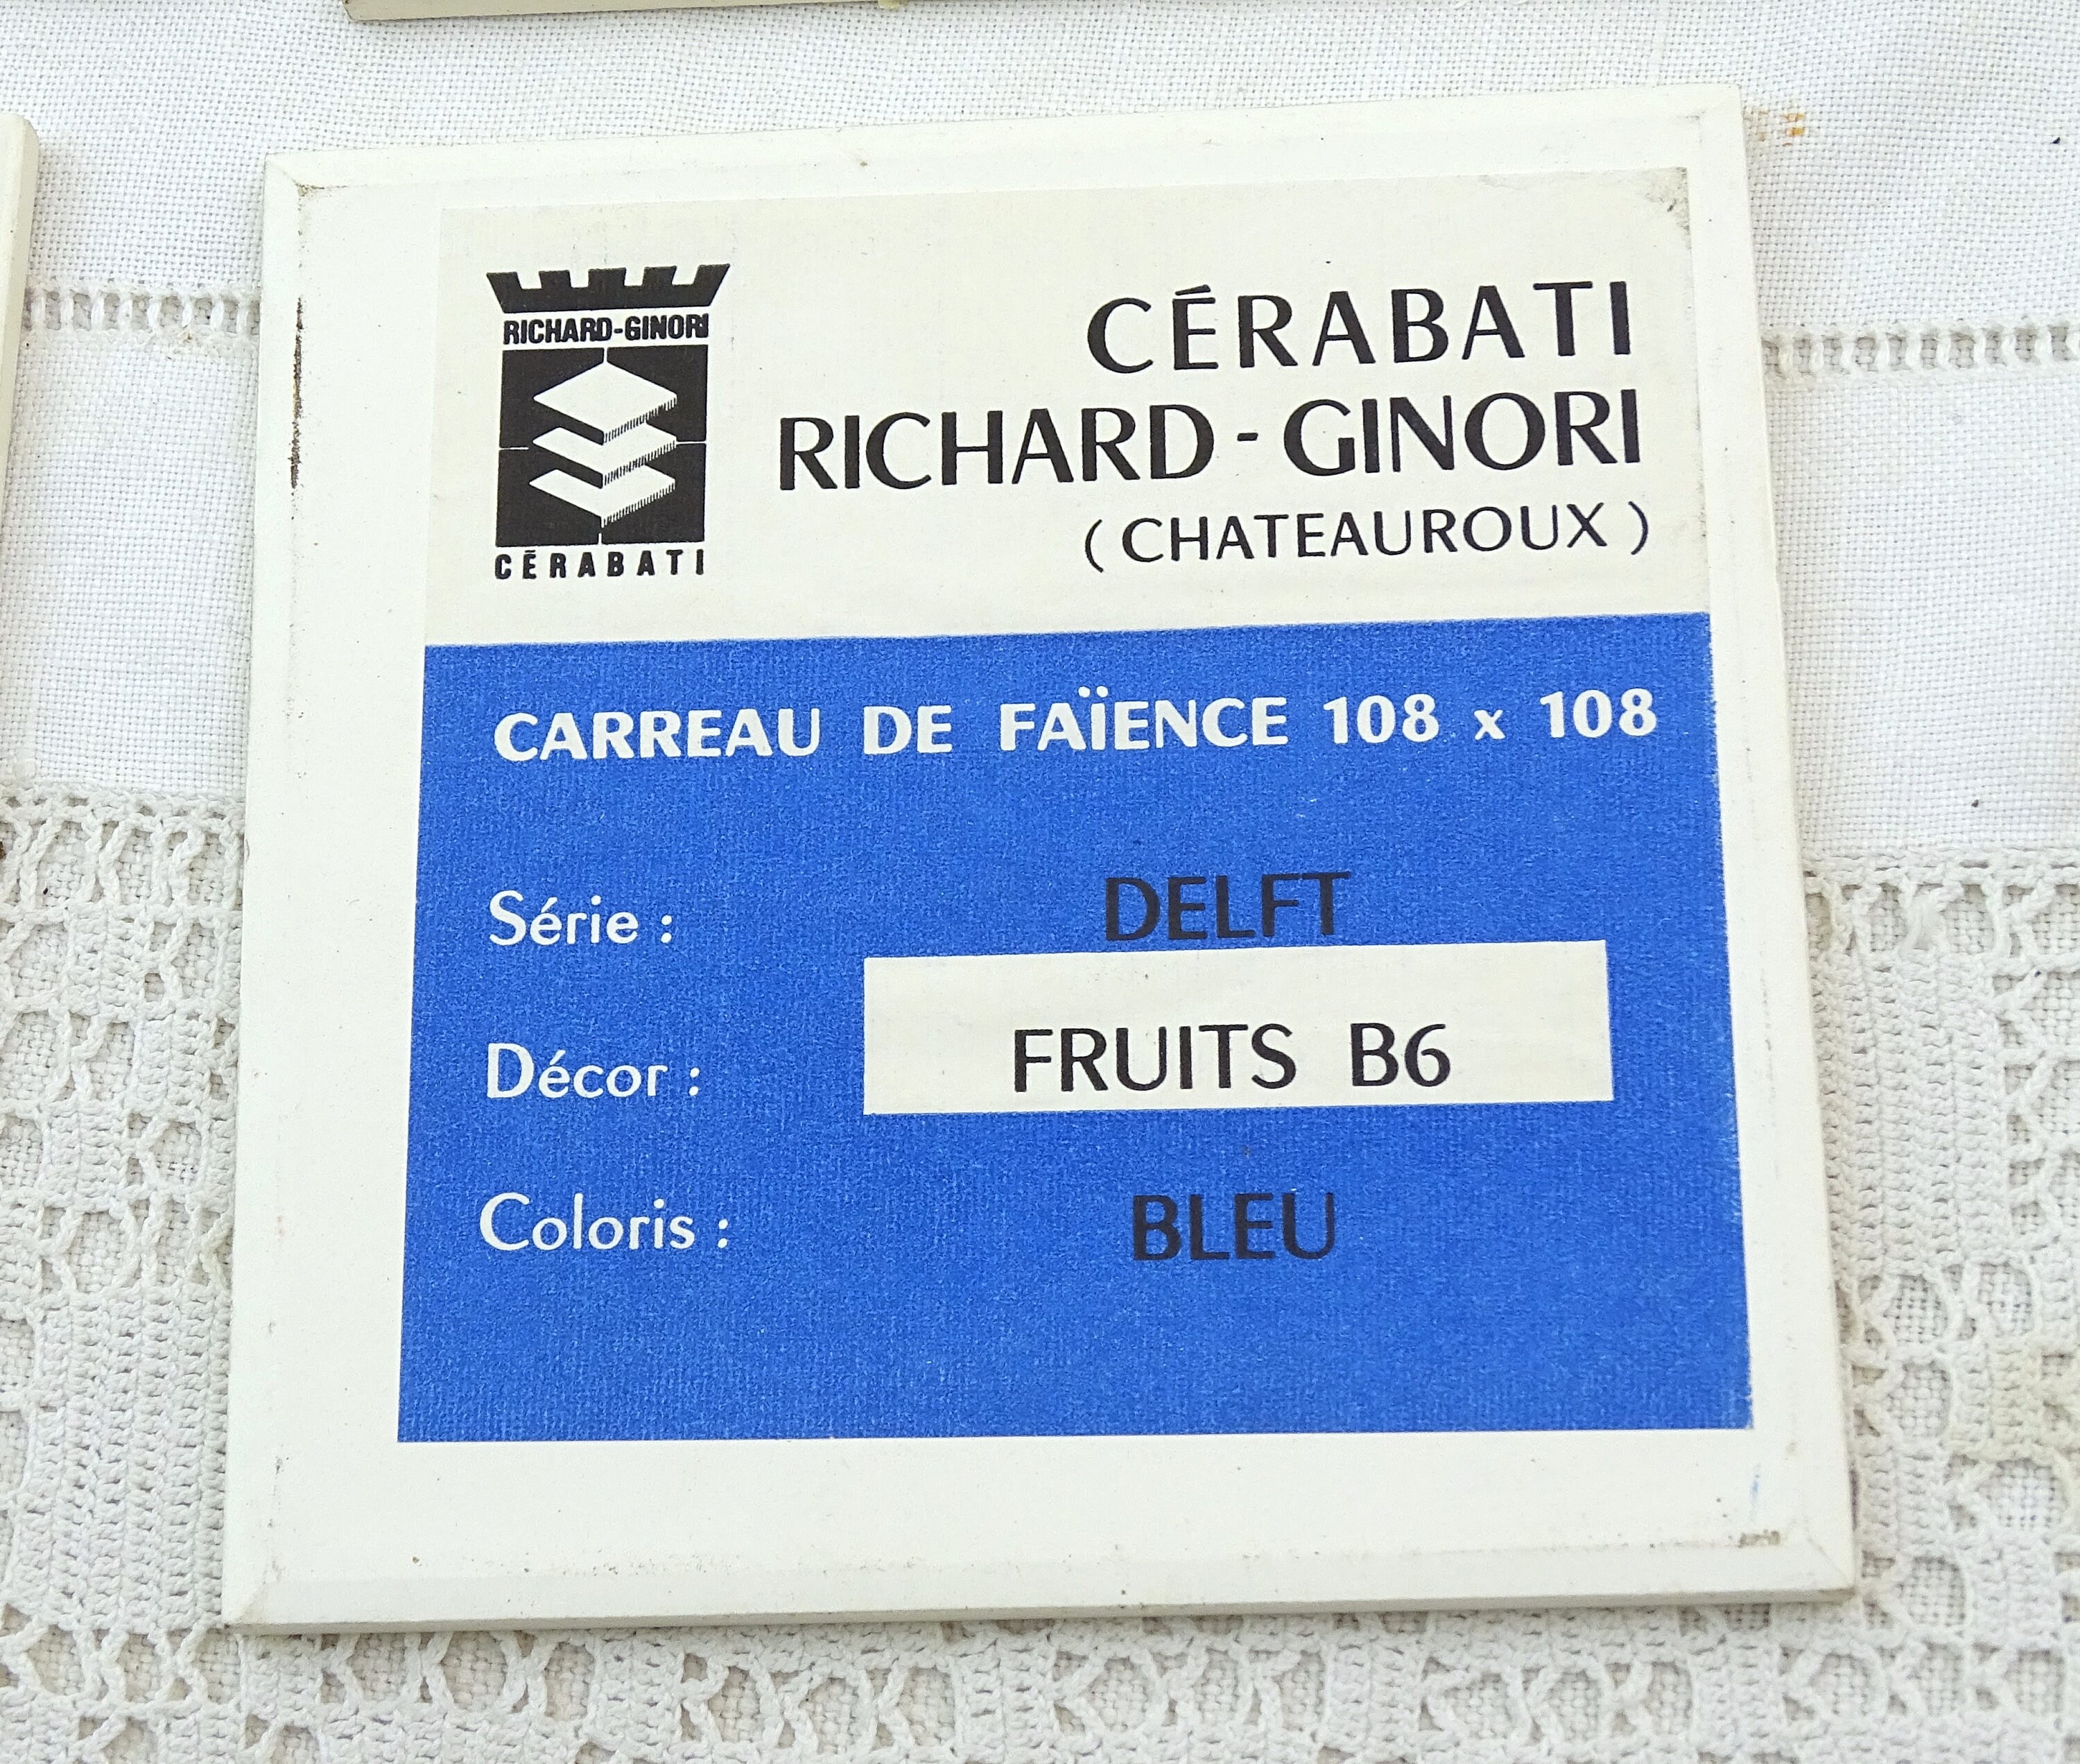 RICHARD-GINORI
CÉRABATI
CÉRABATI
RICHARD - GINORI
( CHATEAUROUX )
CARREAU DE FAÏENCE 108 x 108
Série : DELFT
Décor : FRUITS B6
Coloris : BLEU